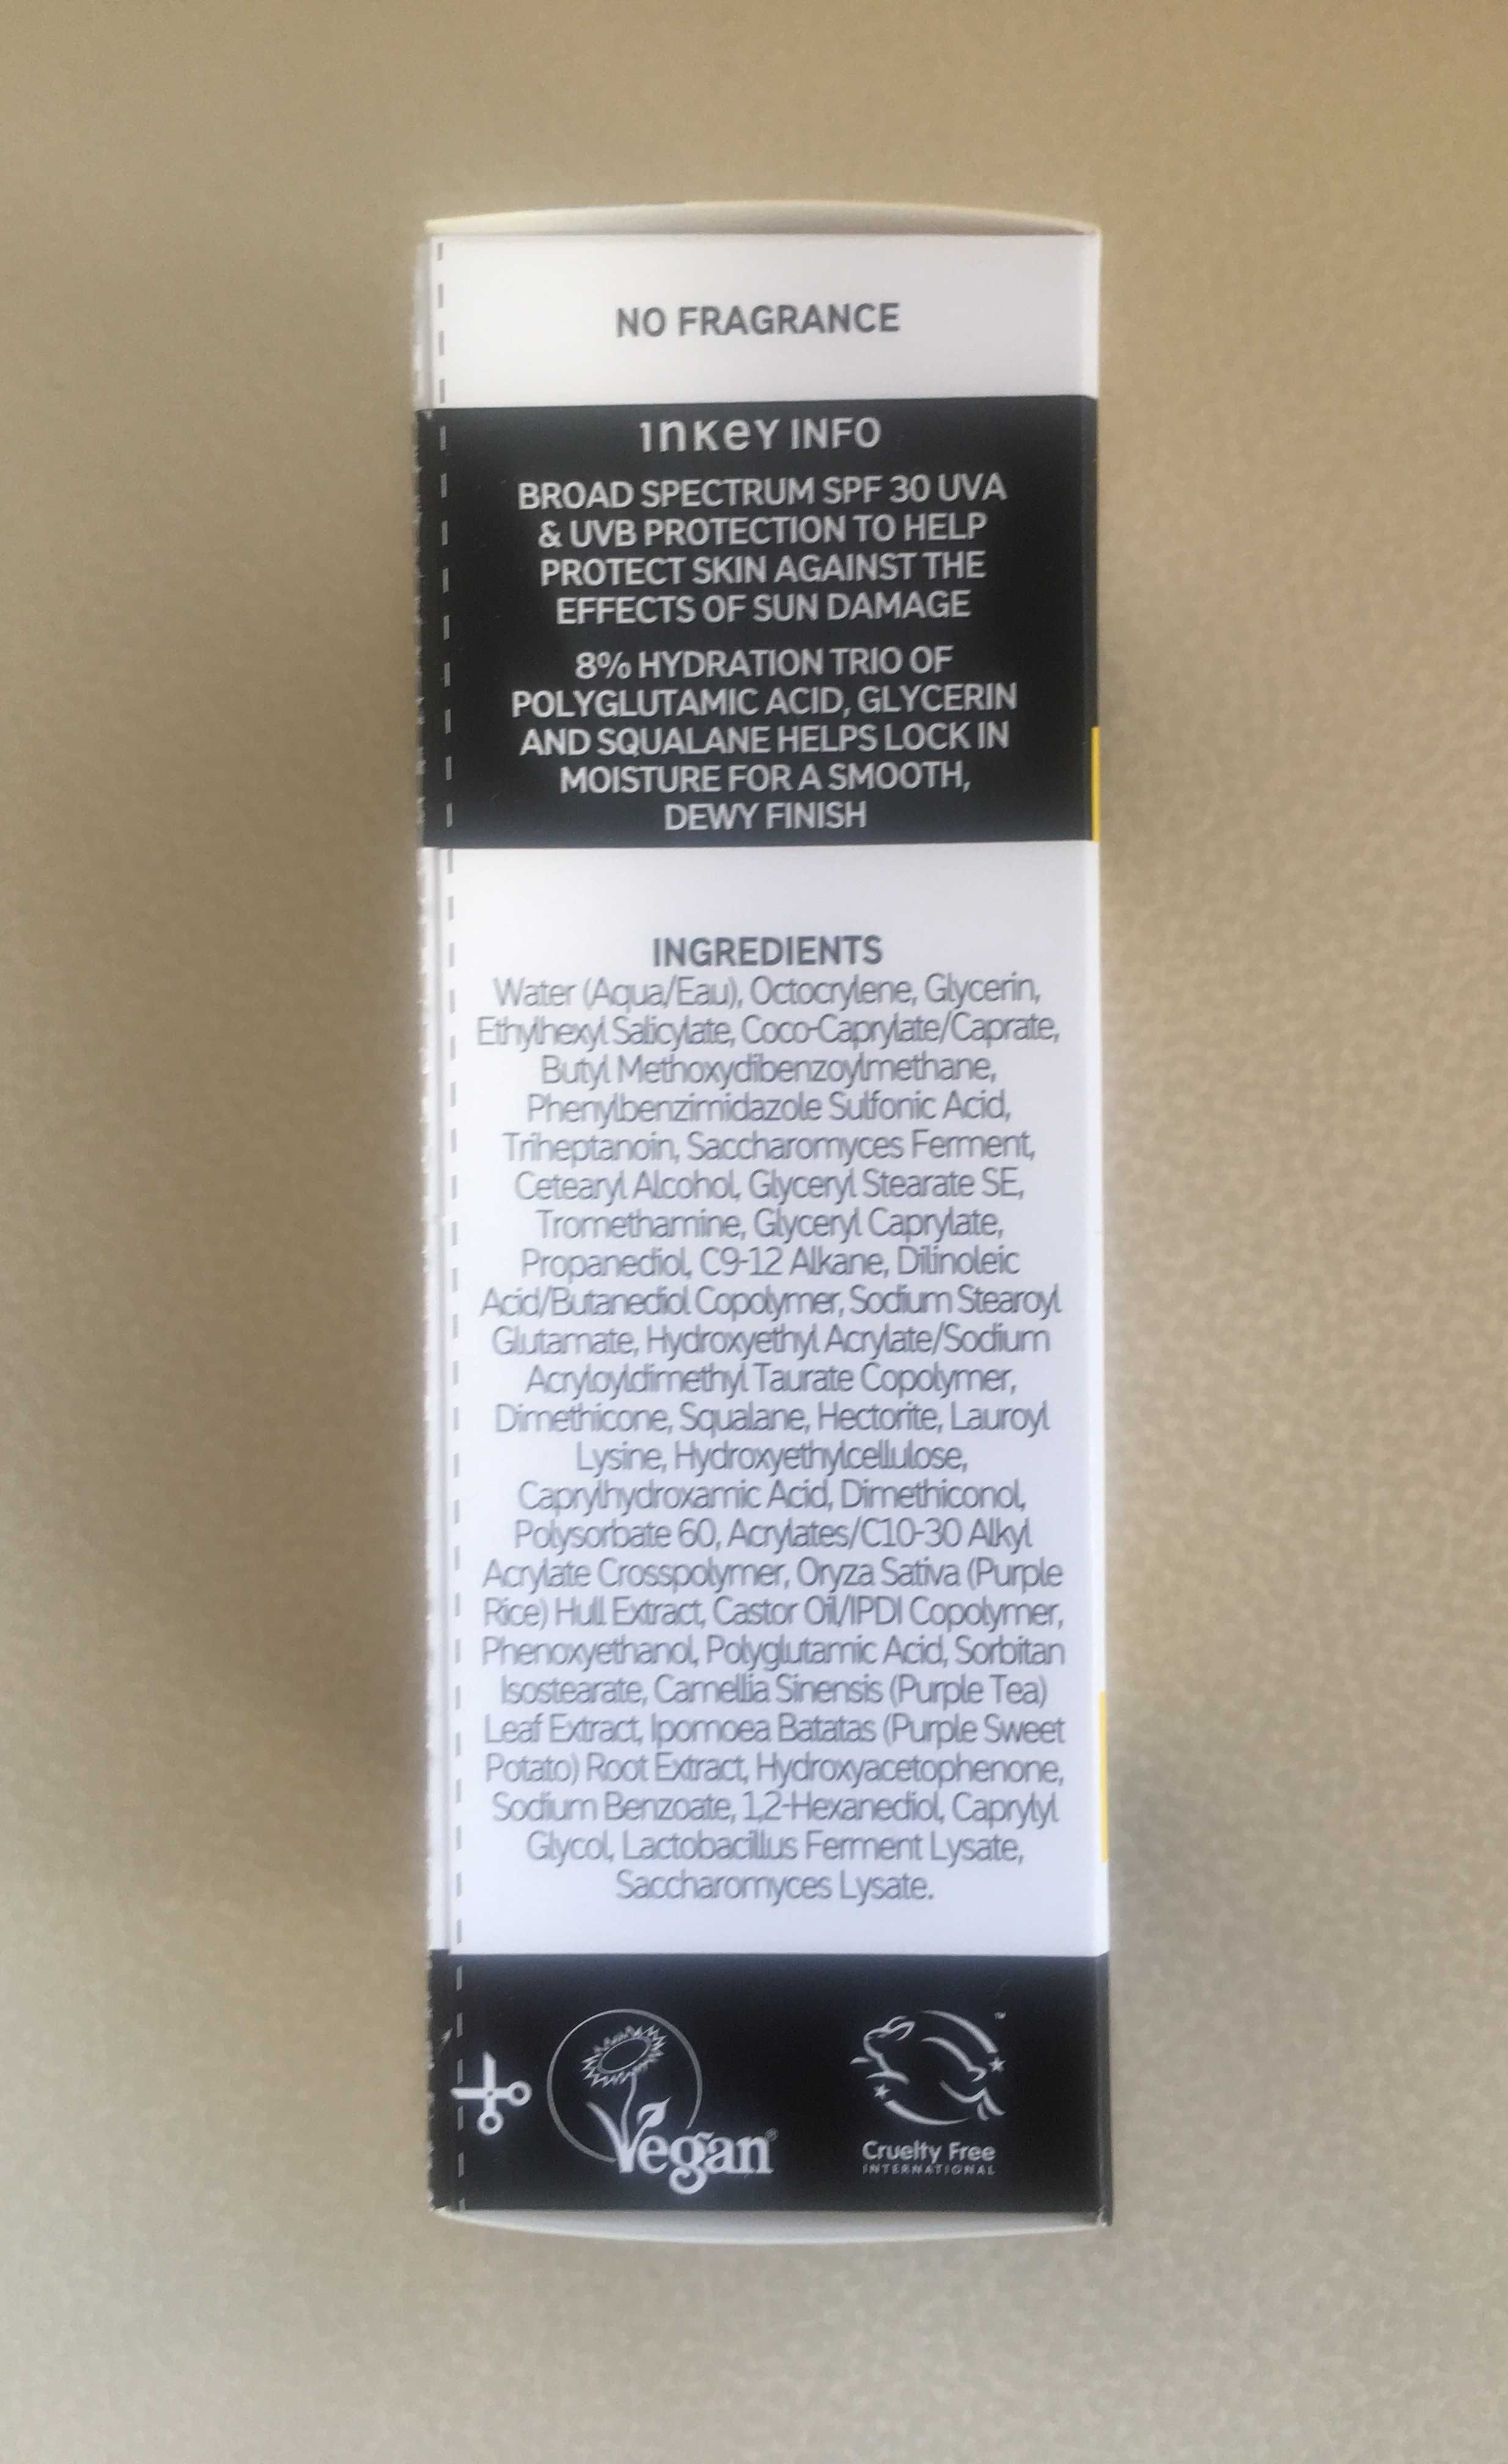 NO FRAGRANCE
ınĸeY INFO
BROAD SPECTRUM SPF 30 UVA
& UVB PROTECTION TO HELP
PROTECT SKIN AGAINST THE
EFFECTS OF SUN DAMAGE
8% HYDRATION TRIO OF
POLYGLUTAMIC ACID, GLYCERIN
AND SQUALANE HELPS LOCK IN
MOISTURE FOR A SMOOTH,
DEWY FINISH
INGREDIENTS
Water (Aqua/Eau), Octocrylene, Glycerin,
Ethylhexyl Salicylate, Coco-Caprylate/Caprate,
Butyl Methoxydibenzoylmethane,
Phenylbenzimidazole Sulfonic Acid,
Triheptanoin, Saccharomyces Ferment,
Cetearyl Alcohol, Glyceryl Stearate SE,
Tromethamine, Glyceryl Caprylate,
Propanediol, C9-12 Alkane, Dilinoleic
Acid/Butanediol Copolymer, Sodium Stearoyl
Glutamate, Hydroxyethyl Acrylate/Sodium
Acryloyldimethyl Taurate Copolymer,
Dimethicone, Squalane, Hectorite, Lauroyl
Lysine, Hydroxyethylcellulose,
Caprylhydroxamic Acid, Dimethiconol,
Polysorbate 60, Acrylates/C10-30 Alkyl
Acrylate Crosspolymer, Oryza Sativa (Purple
Rice) Hull Extract, Castor Oil/IPDI Copolymer,
Phenoxyethanol, Polyglutamic Acid, Sorbitan
Isostearate, Camellia Sinensis (Purple Tea)
Leaf Extract, Ipomoea Batatas (Purple Sweet
Potato) Root Extract, Hydroxyacetophenone,
Sodium Benzoate, 1,2-Hexanediol, Caprylyl
Glycol, Lactobacillus Ferment Lysate,
Saccharomyces Lysate.
Vegan®
™
Cruelty Free
INTERNATIONAL